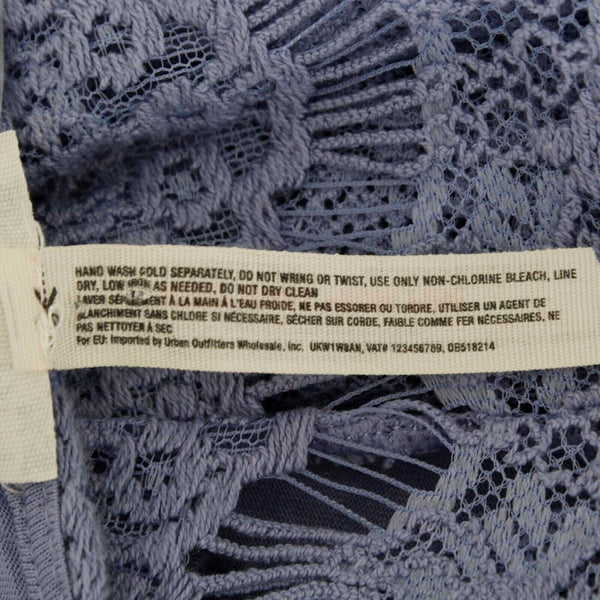 HAND WASH COLD SEPARATELY, DO NOT WRING OR TWIST, USE ONLY NON-CHLORINE BLEACH, LINE
DRY, LOW IRON AS NEEDED, DO NOT DRY CLEAN
LAVER SÉPARÉMENT À LA MAIN À L'EAU FROIDE, NE PAS ESSORER OU TORDRE, UTILISER UN AGENT DE
BLANCHIMENT SANS CHLORE SI NÉCESSAIRE, SÉCHER SUR CORDE, FAIBLE COMME FER NÉCESSAIRES, NE
PAS NETTOYER À SEC
For EU: Imported by Urban Outfitters Wholesale, Inc. UKW1W8AN, VAT# 123456789, DB518214